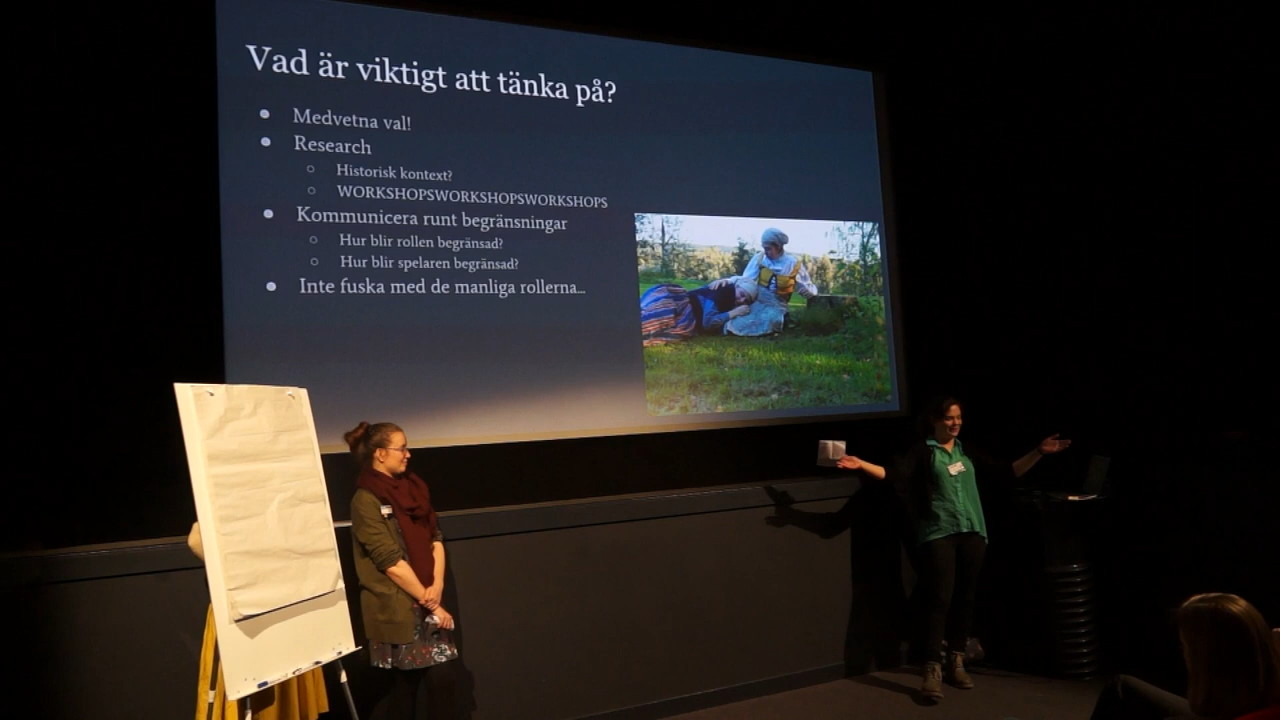 Vad är viktigt att tänka på?
Medvetna val!
Research
Historisk kontext?
WORKSHOPSWORKSHOPSWORKSHOPS
Kommunicera runt begränsningar
Hur blir rollen begränsad?
Hur blir spelaren begränsad?
Inte fuska med de manliga rollerna...